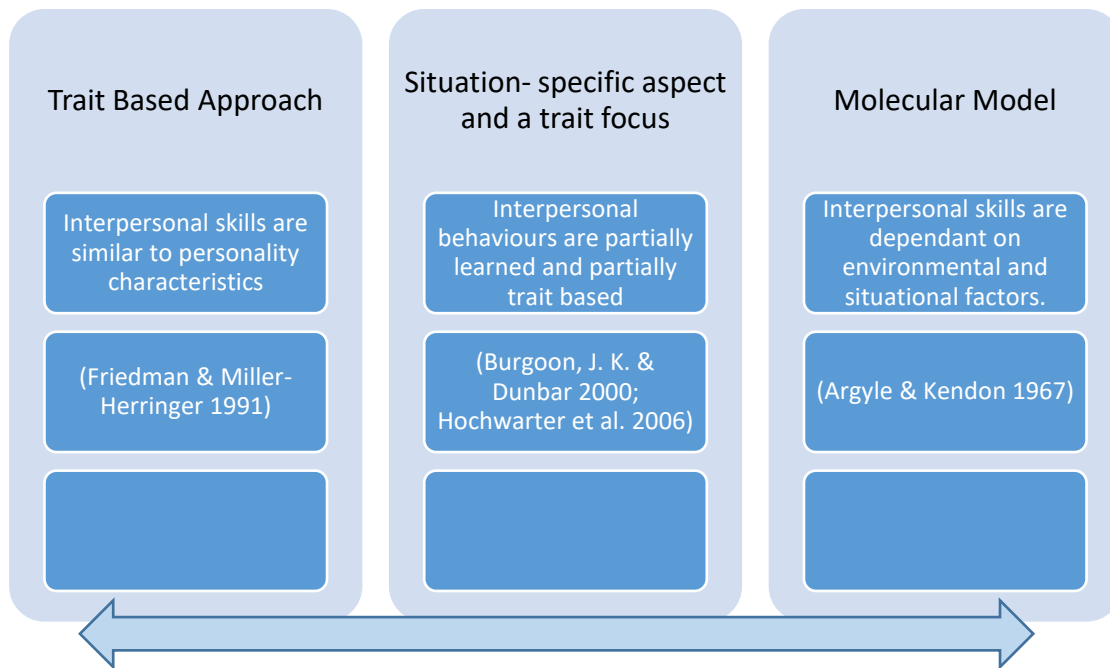 Trait Based Approach
Interpersonal skills are
similar to personality
characteristics
(Friedman & Miller-
Herringer 1991)
Situation- specific aspect
and a trait focus
Interpersonal
behaviours are partially
learned and partially
trait based
(Burgoon, J. K. &
Dunbar 2000;
Hochwarter et al. 2006)
Molecular Model
Interpersonal skills are
dependant on
environmental and
situational factors.
(Argyle & Kendon 1967)